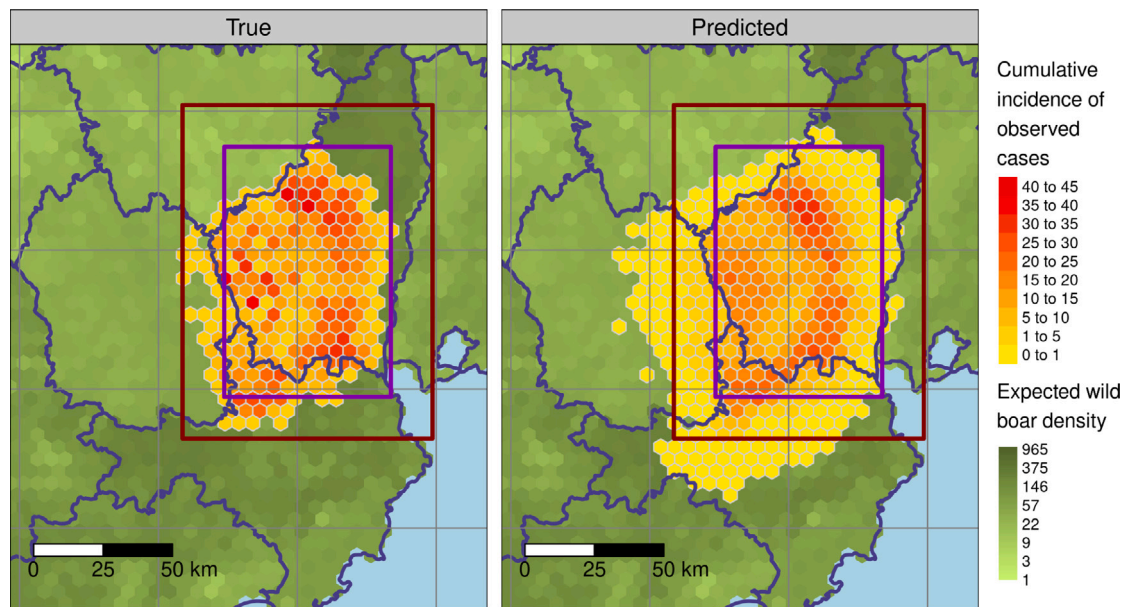 True
Predicted
Cumulative
incidence of
observed
cases
40 to 45
35 to 40
30 to 35
25 to 30
20 to 25
15 to 20
10 to 15
5 to 10
1 to 5
0 to 1
Expected wild
boar density
965
375
146
57
22
9
3
1
0 25 50 km
0 25 50 km